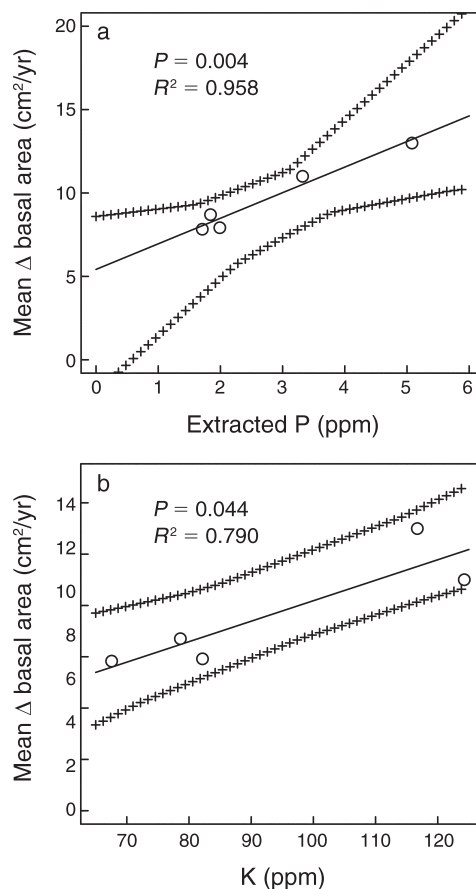 a
P = 0.004
R² = 0.958
20
15
10
5
0
Mean Δ basal area (cm²/yr)
0 1 2 3 4 5 6
Extracted P (ppm)
b
P = 0.044
R² = 0.790
14
12
10
8
6
4
2
0
Mean Δ basal area (cm²/yr)
70 80 90 100 110 120
K (ppm)